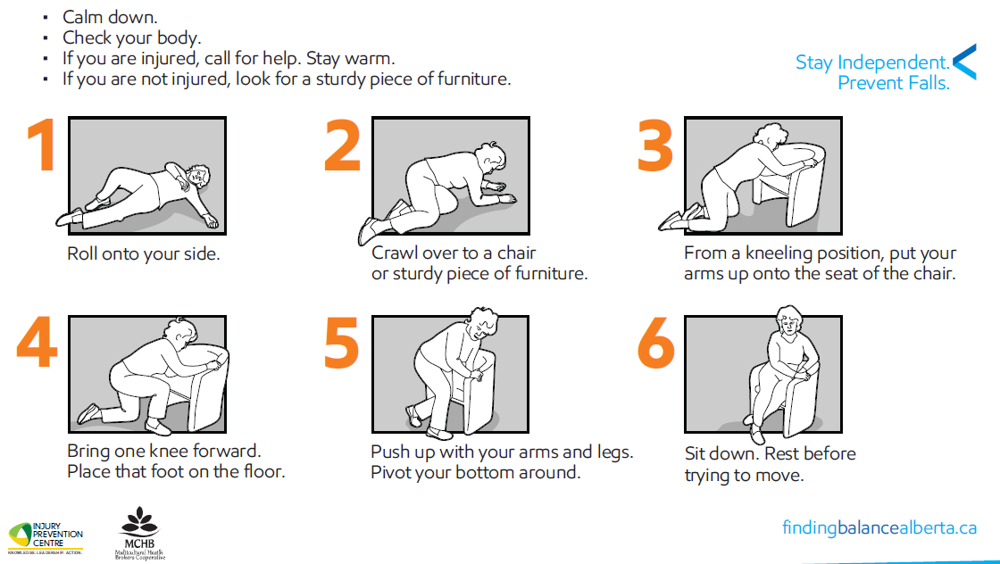 ▪ Calm down.
▪ Check your body.
▪ If you are injured, call for help. Stay warm.
▪ If you are not injured, look for a sturdy piece of furniture.
Stay Independent.
Prevent Falls.
1
Roll onto your side.
2
Crawl over to a chair
or sturdy piece of furniture.
3
From a kneeling position, put your
arms up onto the seat of the chair.
4
Bring one knee forward.
Place that foot on the floor.
5
Push up with your arms and legs.
Pivot your bottom around.
6
Sit down. Rest before
trying to move.
INJURY
PREVENTION
CENTRE
KNOWLEDGE. LEADERSHIP. ACTION.
MCHB
Multicultural Health
Brokers Cooperative
findingbalancealberta.ca